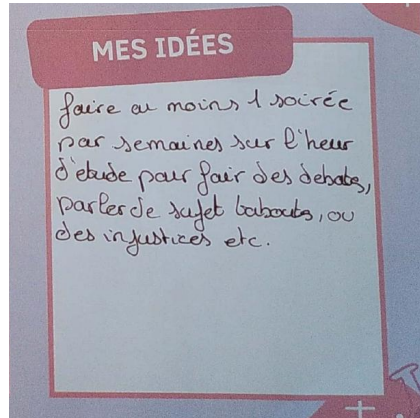 MES IDÉES
faire au moins 1 soirée
par semaines sur l'heur
d'etude pour fair des debats,
parler de sujet tabouts, ou
des injustices etc.